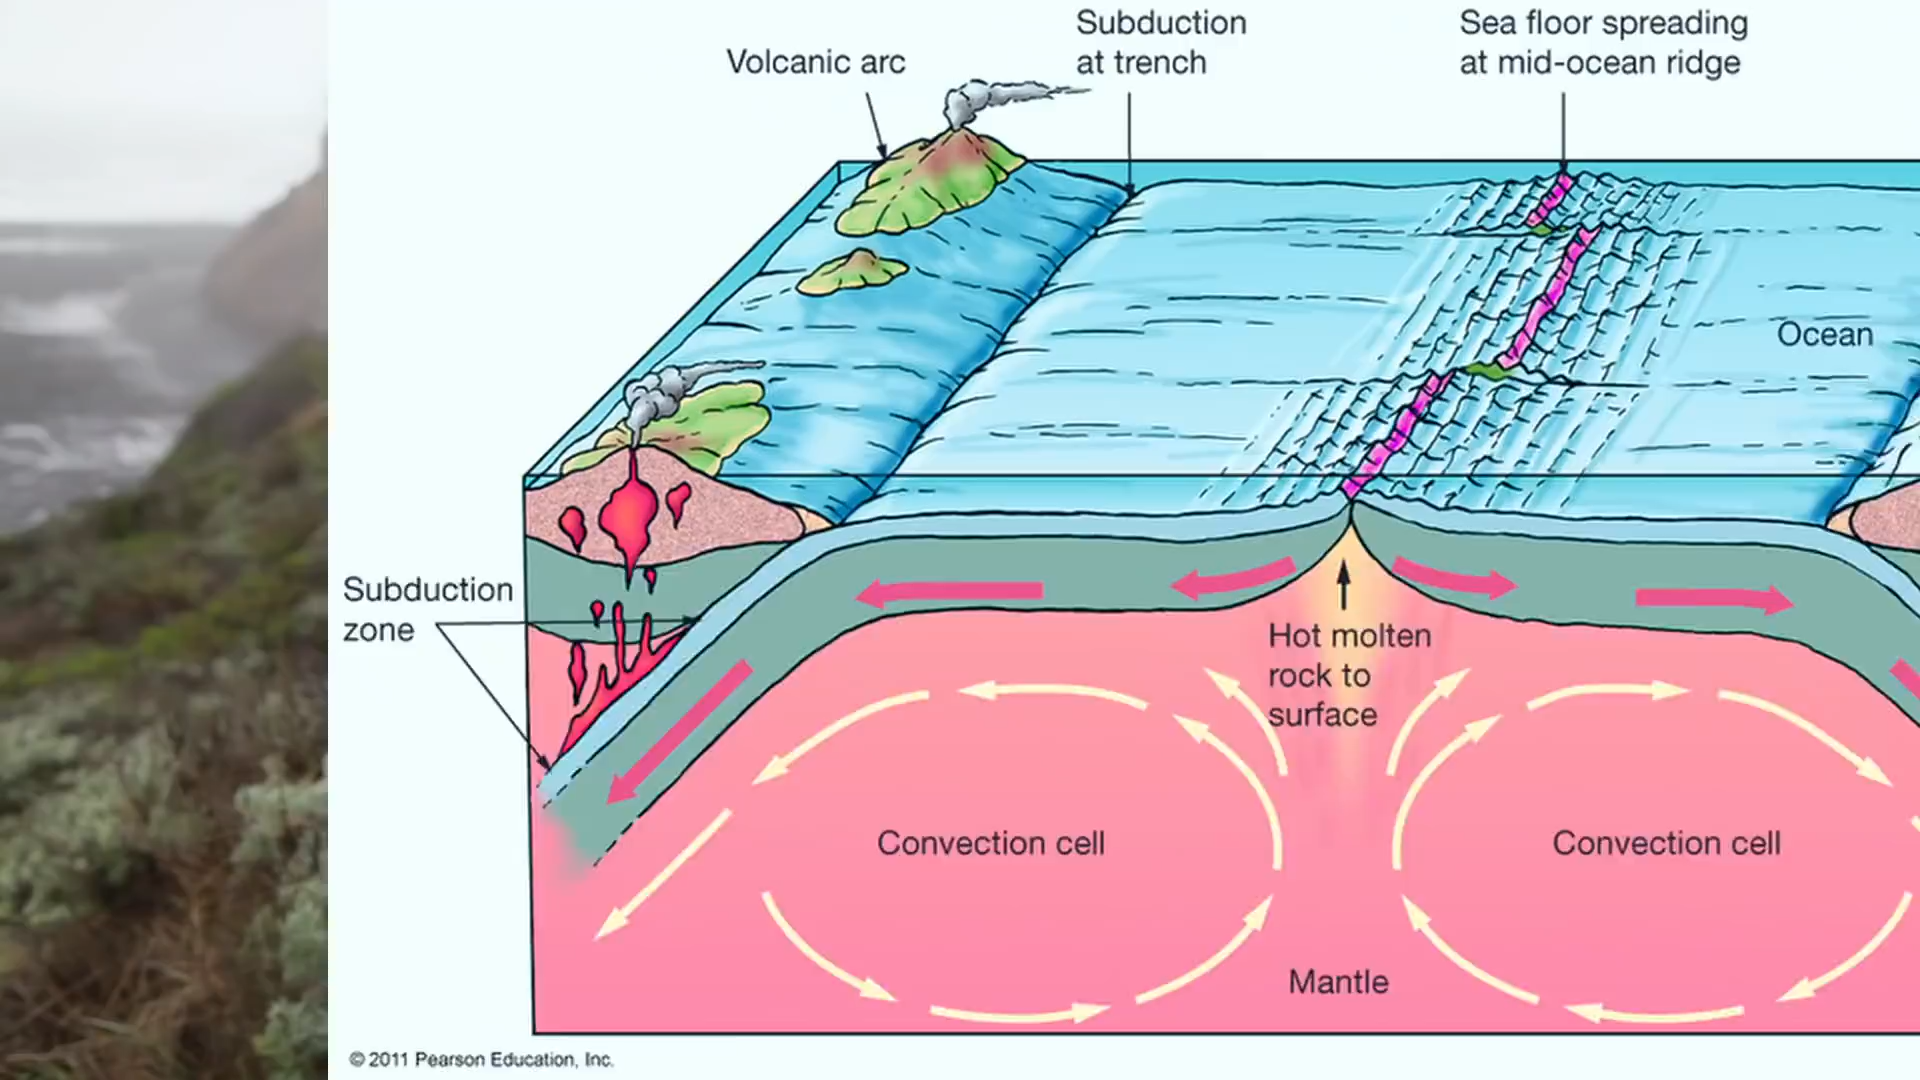 Volcanic arc
Subduction
at trench
Sea floor spreading
at mid-ocean ridge
Ocean
Subduction
zone
Hot molten
rock to
surface
Convection cell
Convection cell
Mantle
© 2011 Pearson Education, Inc.